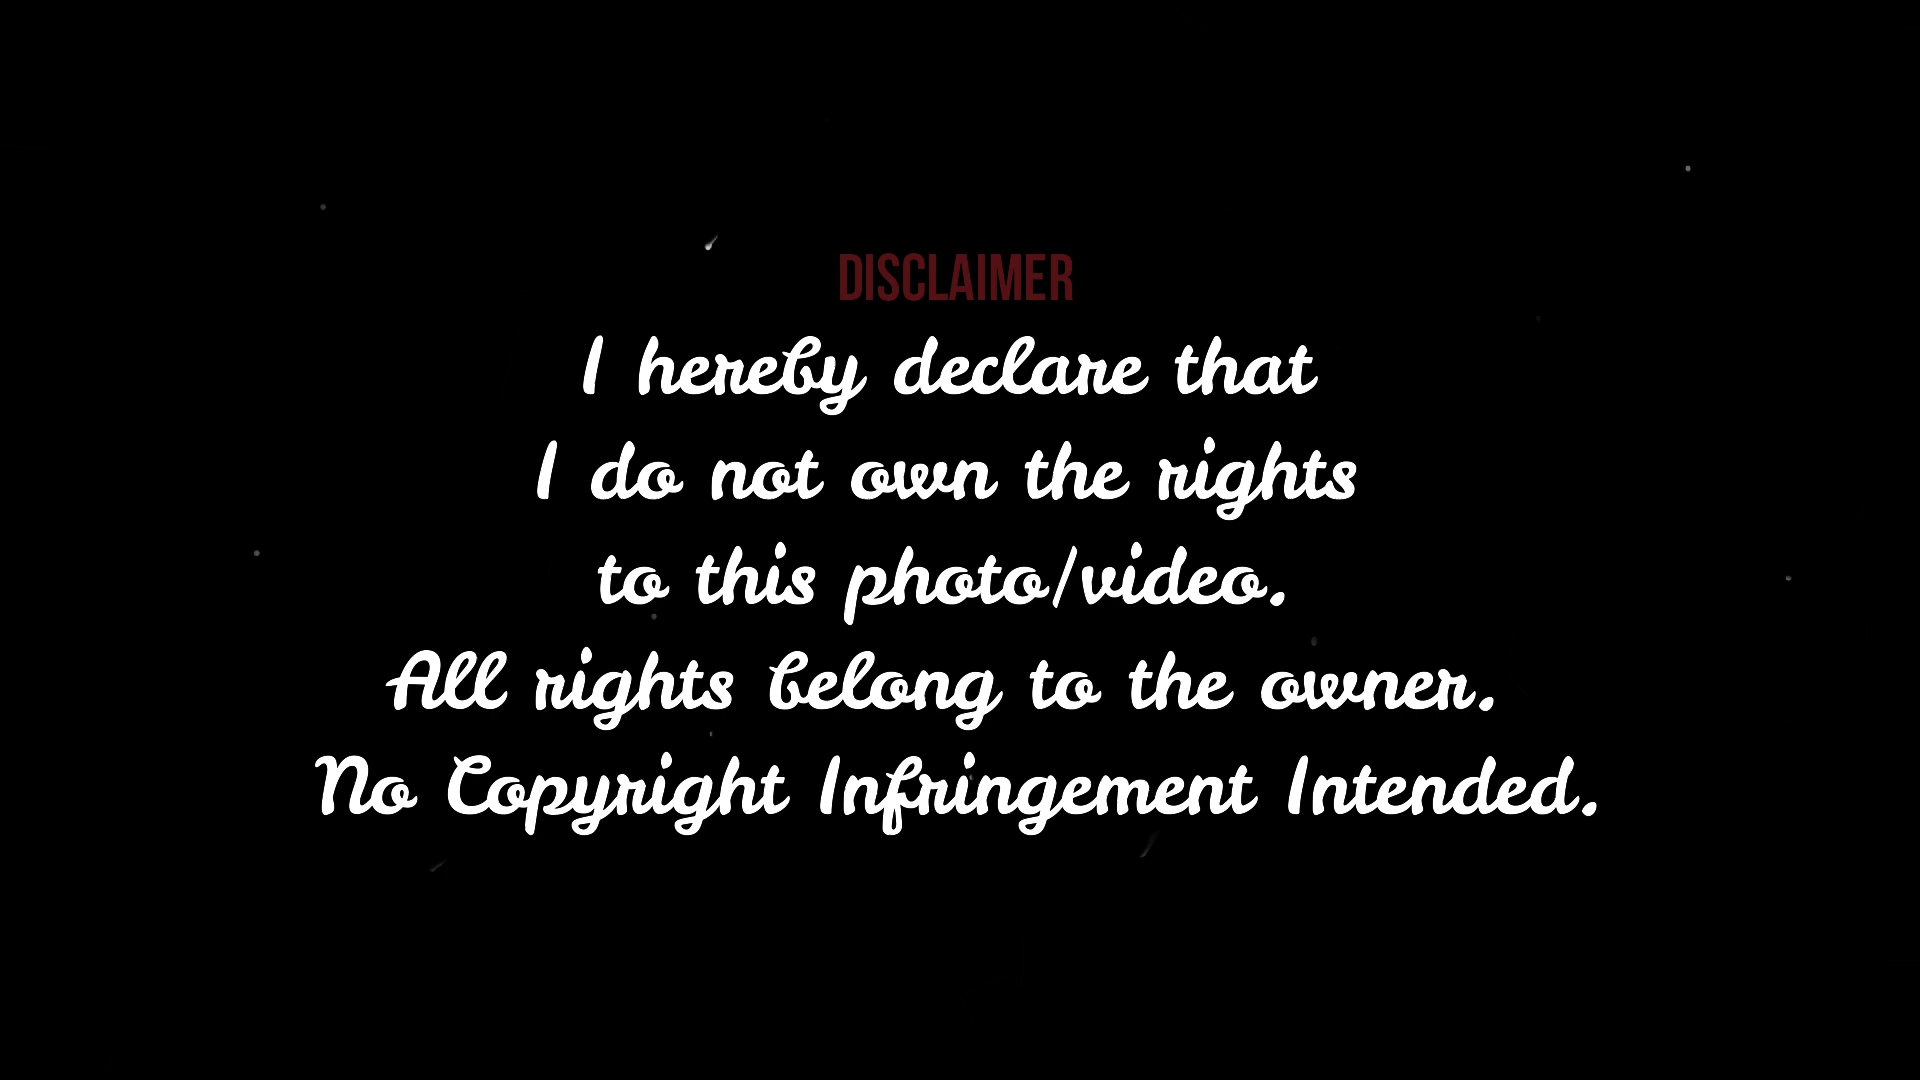 DISCLAIMER
I hereby declare that
I do not own the rights
to this photo/video.
All rights belong to the owner.
No Copyright Infringement Intended.